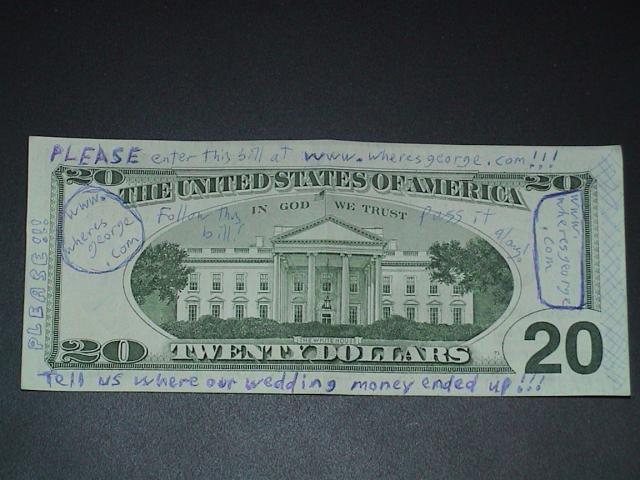 PLEASE enter this bill at www.wheresgeorge.com!!!
20 20
THE UNITED STATES OF AMERICA
www.
wheres
george
.com
Follow this
bill!
IN GOD WE TRUST
Pass it
along!
www.
wheresgeorge
.com
PLEASE!!!
THE WHITE HOUSE
20 TWENTY DOLLARS 20
Tell us where our wedding money ended up!!!